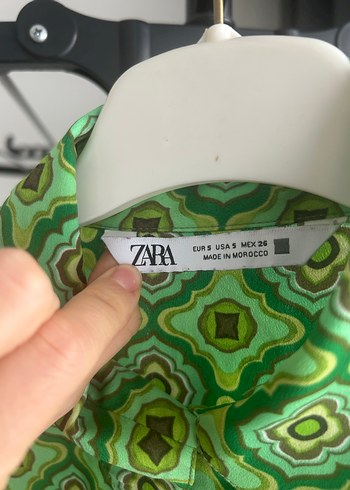 ZARA
EUR S USA S MEX 26
MADE IN MOROCCO